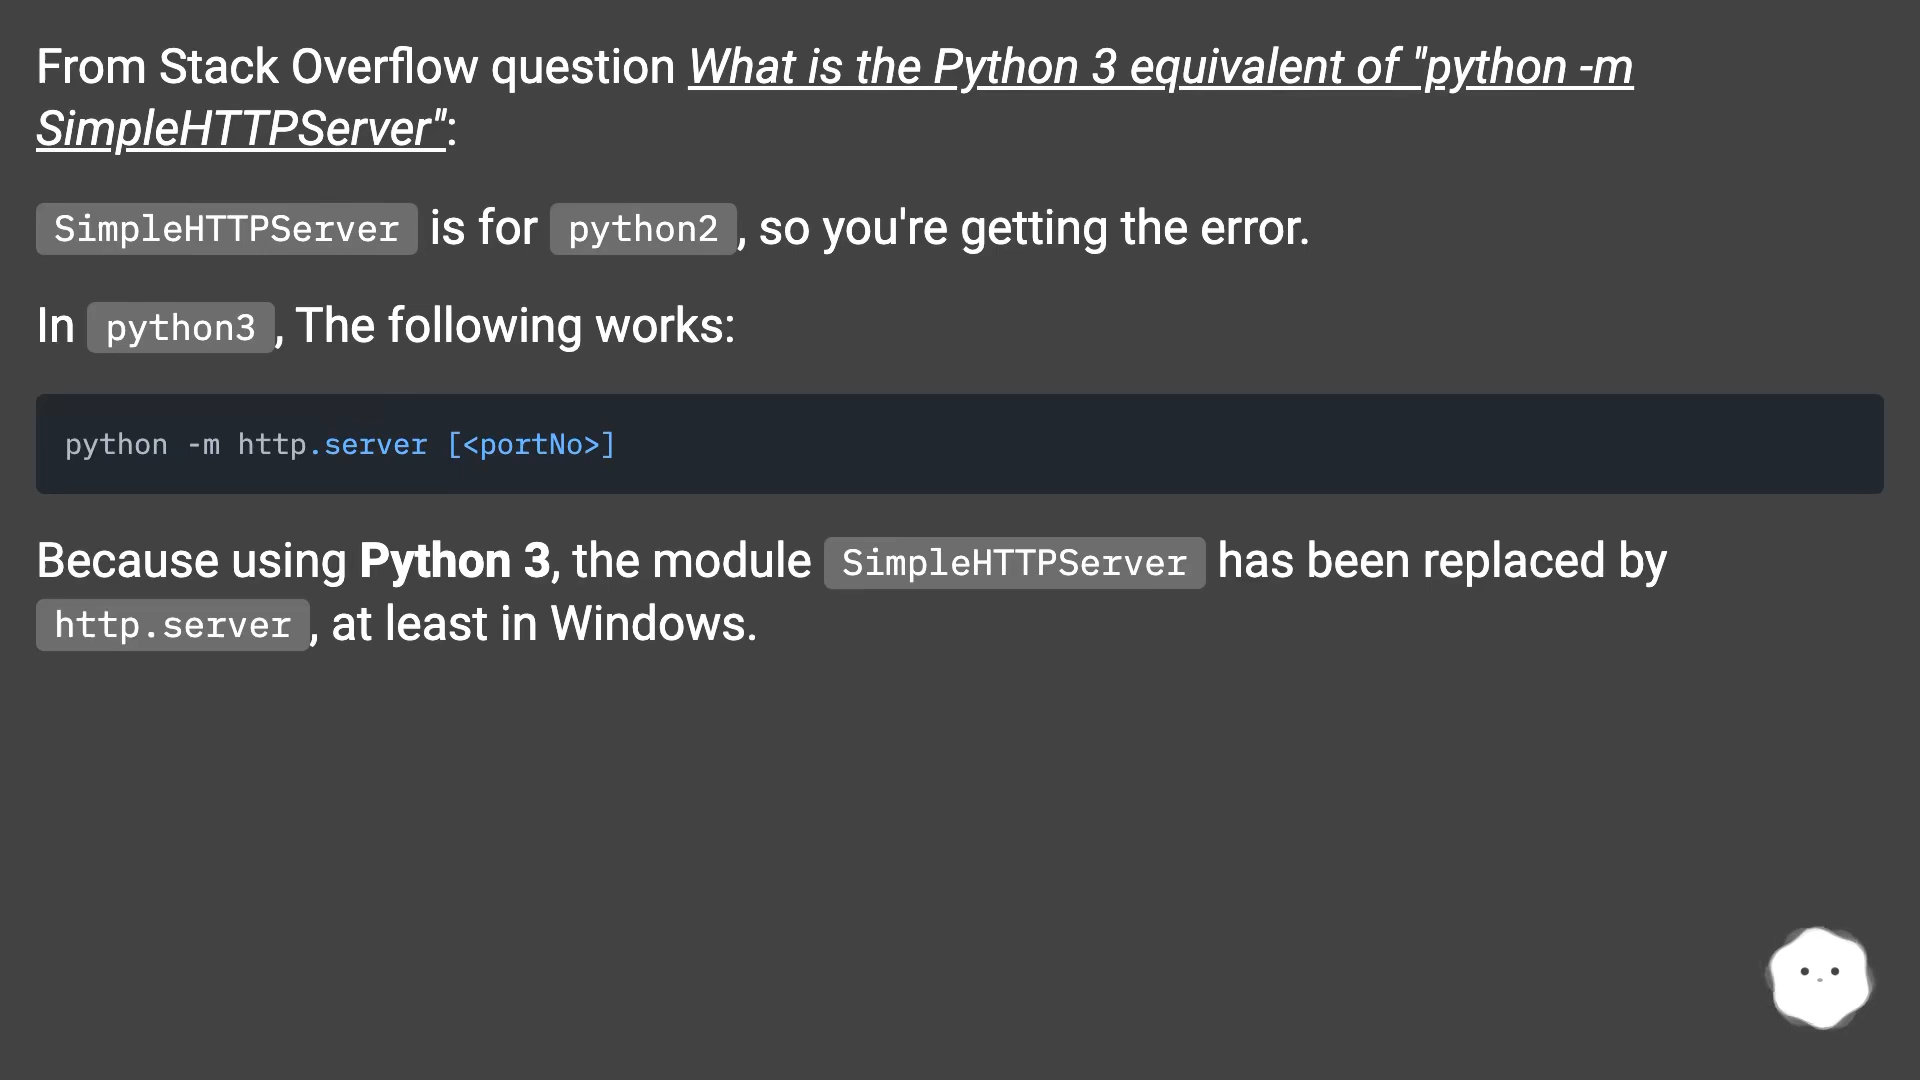 From Stack Overflow question What is the Python 3 equivalent of "python -m
SimpleHTTPServer":
SimpleHTTPServer is for python2, so you're getting the error.
In python3, The following works:
python -m http.server [<portNo>]
Because using Python 3, the module SimpleHTTPServer has been replaced by
http.server, at least in Windows.